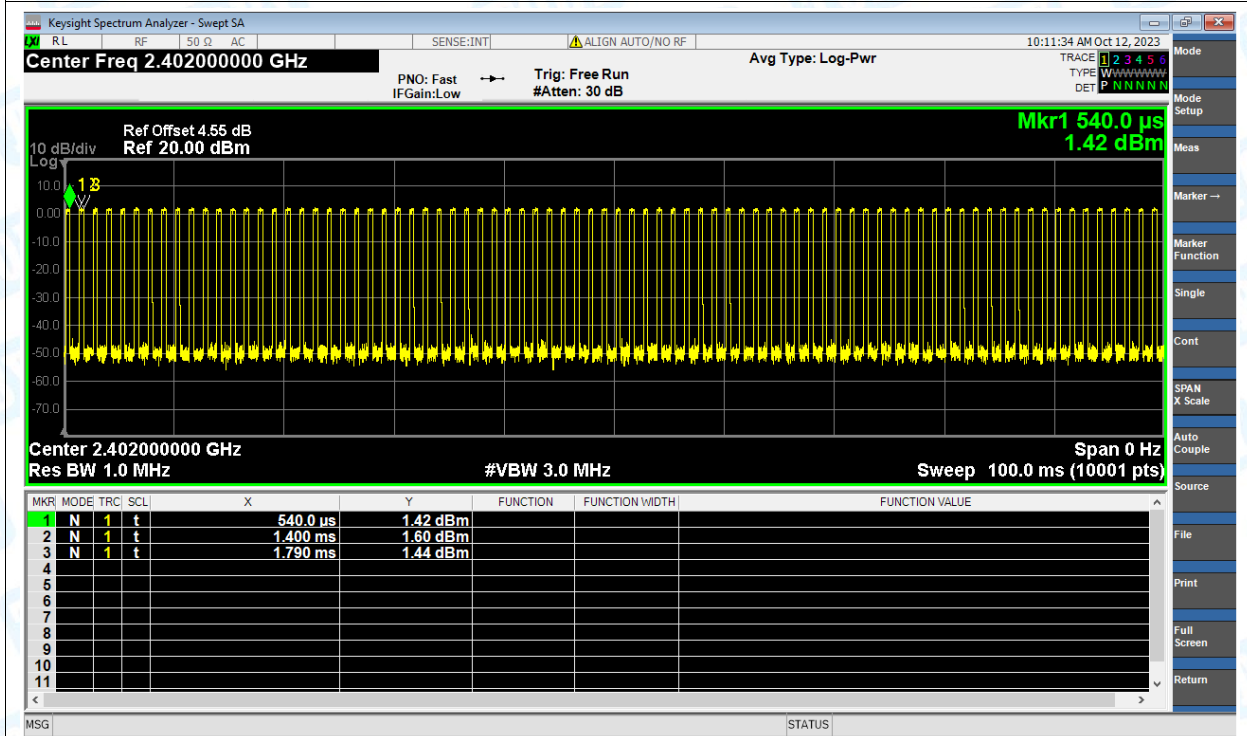 Keysight Spectrum Analyzer - Swept SA
LXI RL RF 50 Ω AC SENSE:INT ALIGN AUTO/NO RF 10:11:34 AM Oct 12, 2023
Center Freq 2.402000000 GHz Avg Type: Log-Pwr TRACE 1 2 3 4 5 6
PNO: Fast Trig: Free Run TYPE WWWWWW
IFGain:Low #Atten: 30 dB DET P N N N N N
Ref Offset 4.55 dB Mkr1 540.0 µs
10 dB/div Ref 20.00 dBm 1.42 dBm
Log
10.0
1 2 3
0.00
-10.0
-20.0
-30.0
-40.0
-50.0
-60.0
-70.0
Center 2.402000000 GHz Span 0 Hz
Res BW 1.0 MHz #VBW 3.0 MHz Sweep 100.0 ms (10001 pts)
MKR MODE TRC SCL X Y FUNCTION FUNCTION WIDTH FUNCTION VALUE
1 N 1 t 540.0 µs 1.42 dBm
2 N 1 t 1.400 ms 1.60 dBm
3 N 1 t 1.790 ms 1.44 dBm
4
5
6
7
8
9
10
11
MSG STATUS
Mode
Mode
Setup
Meas
Marker →
Marker
Function
Single
Cont
SPAN
X Scale
Auto
Couple
Source
File
Print
Full
Screen
Return